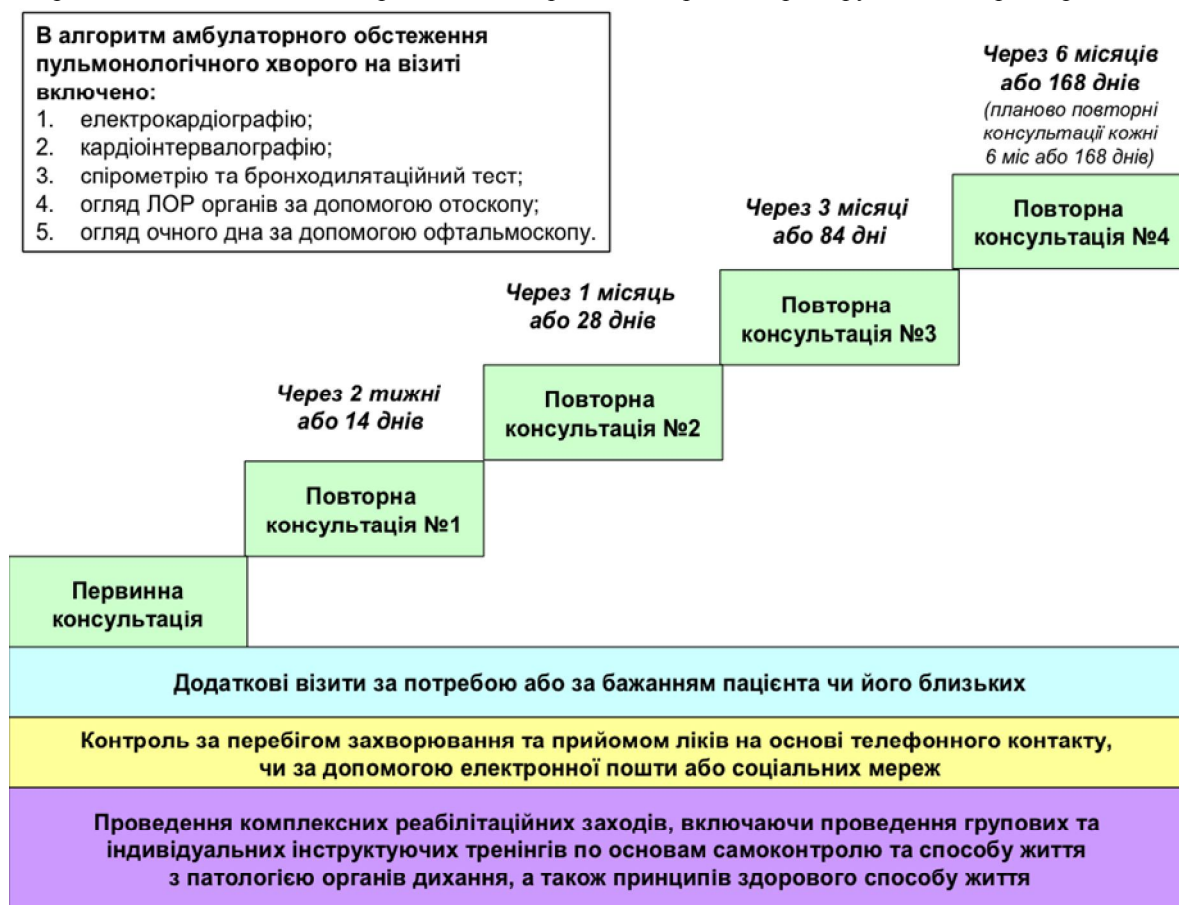 В алгоритм амбулаторного обстеження
пульмонологічного хворого на візиті
включено:
1. електрокардіографію;
2. кардіоінтервалографію;
3. спірометрію та бронходилятаційний тест;
4. огляд ЛОР органів за допомогою отоскопу;
5. огляд очного дна за допомогою офтальмоскопу.
Через 6 місяців
або 168 днів
(планово повторні
консультації кожні
6 міс або 168 днів)
Повторна
консультація №4
Через 3 місяці
або 84 дні
Повторна
консультація №3
Через 1 місяць
або 28 днів
Повторна
консультація №2
Через 2 тижні
або 14 днів
Повторна
консультація №1
Первинна
консультація
Додаткові візити за потребою або за бажанням пацієнта чи його близьких
Контроль за перебігом захворювання та прийомом ліків на основі телефонного контакту,
чи за допомогою електронної пошти або соціальних мереж
Проведення комплексних реабілітаційних заходів, включаючи проведення групових та
індивідуальних інструктуючих тренінгів по основам самоконтролю та способу життя
з патологією органів дихання, а також принципів здорового способу життя